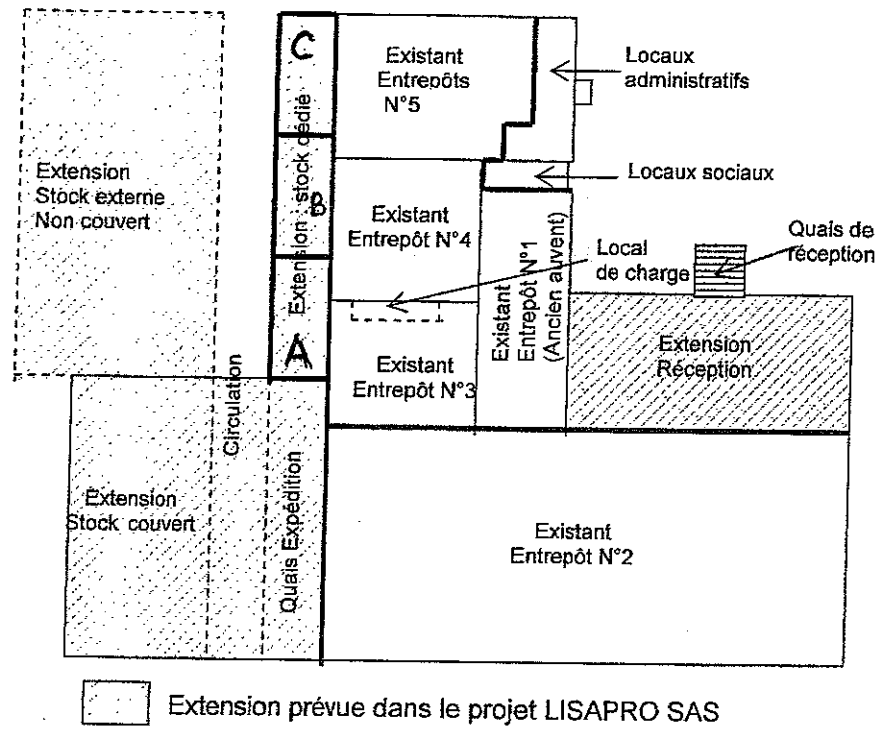 C
Existant
Entrepôts
N°5
Locaux
administratifs
Extension
Stock externe
Non couvert
Extension : stock dédié
B
Existant
Entrepôt N°4
Locaux sociaux
Existant
Entrepôt N°1
(Ancien auvent)
Local
de charge
Quais de
réception
A
Existant
Entrepôt N°3
Extension
Réception
Circulation
Extension
Stock couvert
Quais Expédition
Existant
Entrepôt N°2
Extension prévue dans le projet LISAPRO SAS